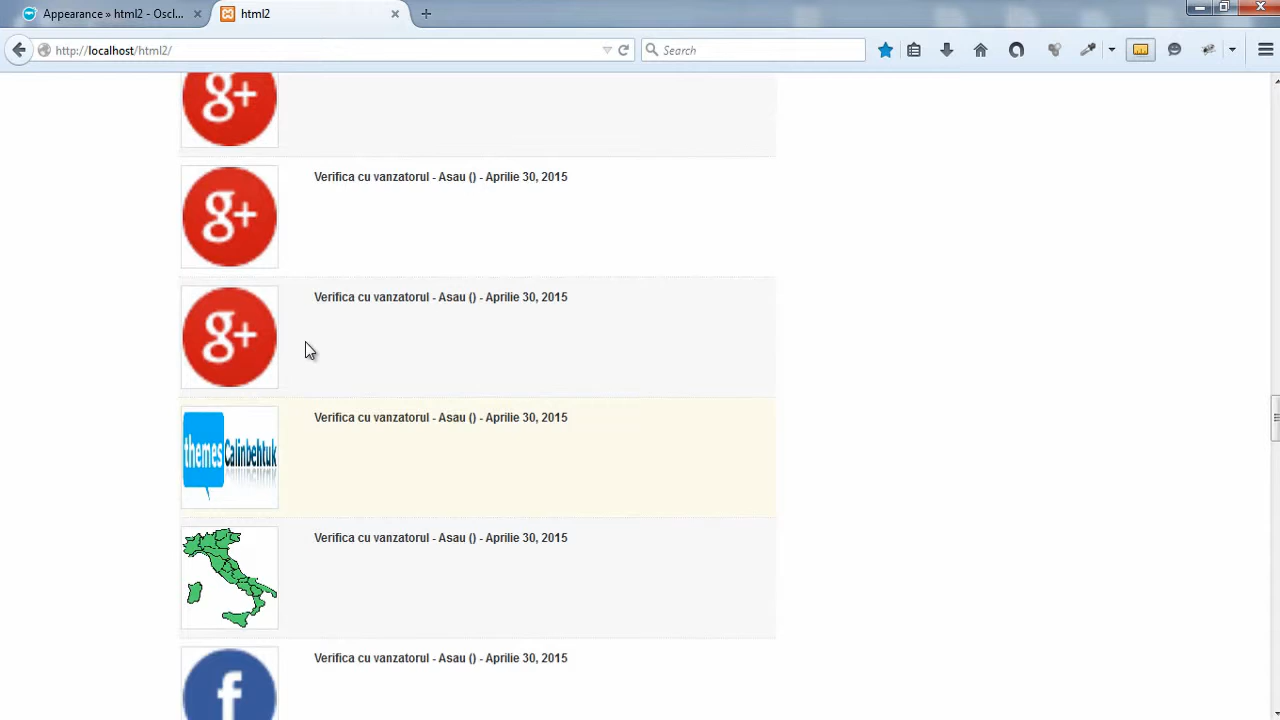 Appearance » html2 - Oscl...
html2
http://localhost/html2/
Search
g+
Verifica cu vanzatorul - Asau () - Aprilie 30, 2015
g+
Verifica cu vanzatorul - Asau () - Aprilie 30, 2015
g+
Verifica cu vanzatorul - Asau () - Aprilie 30, 2015
themes Calinbehtuk
Verifica cu vanzatorul - Asau () - Aprilie 30, 2015
Verifica cu vanzatorul - Asau () - Aprilie 30, 2015
f